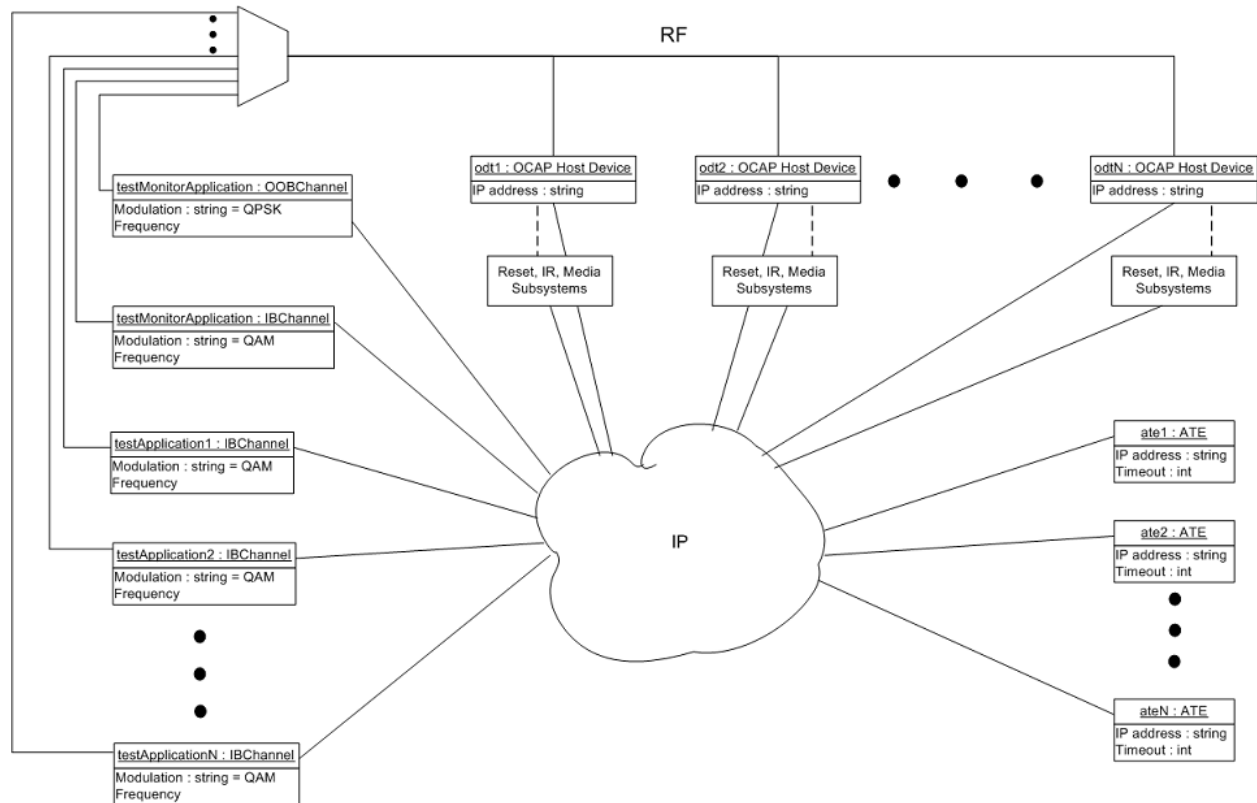 RF
odt1 : OCAP Host Device
IP address : string
odt2 : OCAP Host Device
IP address : string
odtN : OCAP Host Device
IP address : string
testMonitorApplication : OOBChannel
Modulation : string = QPSK
Frequency
Reset, IR, Media
Subsystems
Reset, IR, Media
Subsystems
Reset, IR, Media
Subsystems
testMonitorApplication : IBChannel
Modulation : string = QAM
Frequency
testApplication1 : IBChannel
Modulation : string = QAM
Frequency
ate1 : ATE
IP address : string
Timeout : int
IP
testApplication2 : IBChannel
Modulation : string = QAM
Frequency
ate2 : ATE
IP address : string
Timeout : int
ateN : ATE
IP address : string
Timeout : int
testApplicationN : IBChannel
Modulation : string = QAM
Frequency